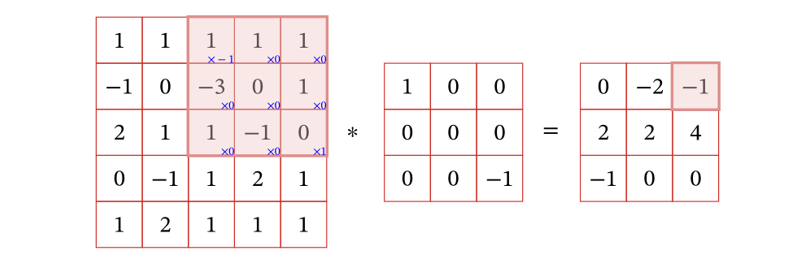 1 1 1 1 1
×−1 ×0 ×0
−1 0 −3 0 1 1 0 0 0 −2 −1
×0 ×0 ×0
2 1 1 −1 0 * 0 0 0 = 2 2 4
×0 ×0 ×1
0 −1 1 2 1 0 0 −1 −1 0 0
1 2 1 1 1